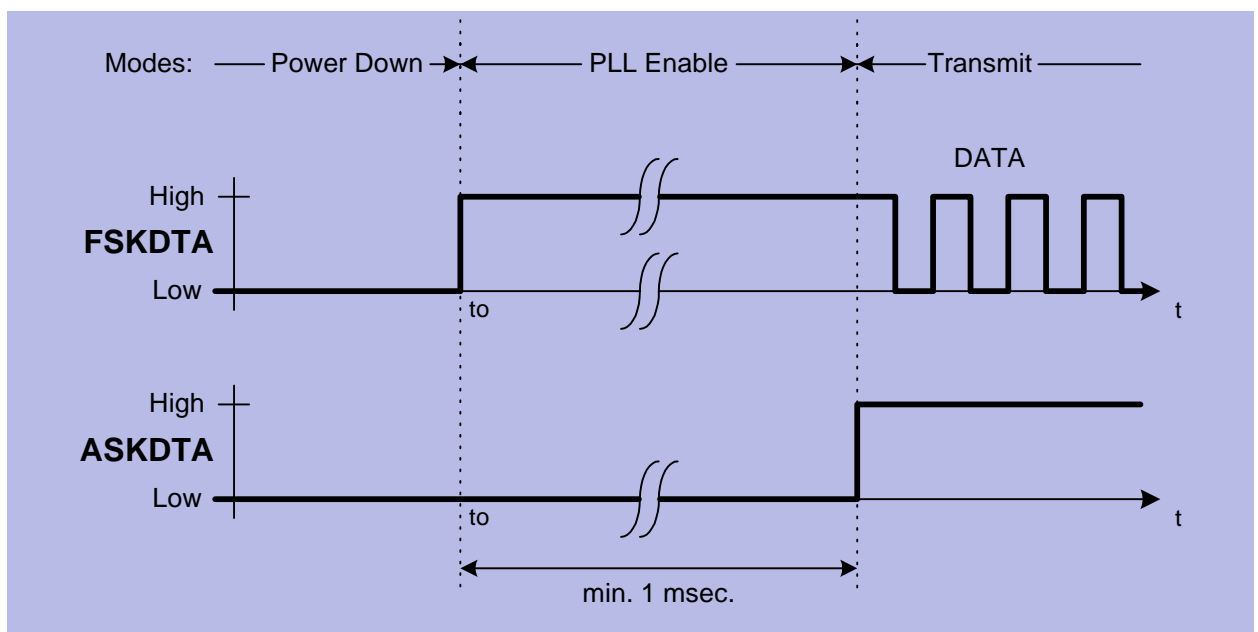 Modes: Power Down PLL Enable Transmit
DATA
High
FSKDTA
Low
to
t
High
ASKDTA
Low
to
t
min. 1 msec.